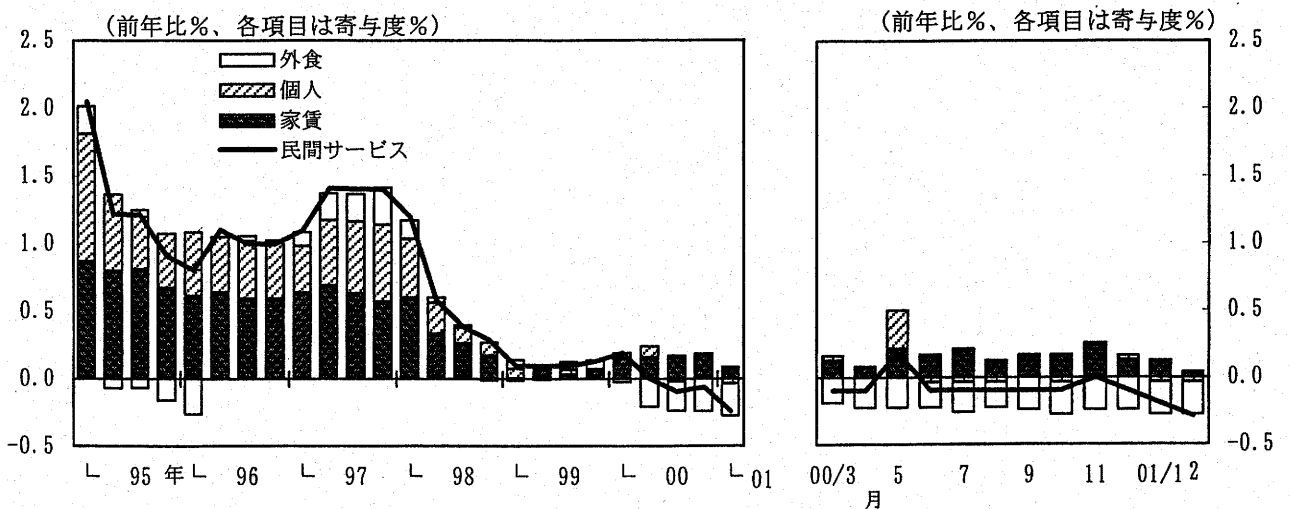 (前年比%、各項目は寄与度%)
2.5
2.0
1.5
1.0
0.5
0.0
-0.5
外食
個人
家賃
民間サービス
95 年 96 97 98 99 00 01
(前年比%、各項目は寄与度%)
2.5
2.0
1.5
1.0
0.5
0.0
-0.5
00/3 5 7 9 11 01/1 2
月